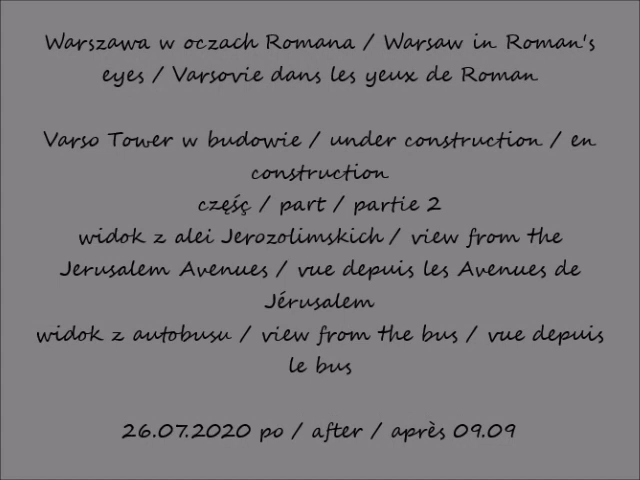 Warszawa w oczach Romana / Warsaw in Roman's
eyes / Varsovie dans les yeux de Roman
Varso Tower w budowie / under construction / en
construction
częśç / part / partie 2
widok z alei Jerozolimskich / view from the
Jerusalem Avenues / vue depuis les Avenues de
Jérusalem
widok z autobusu / view from the bus / vue depuis
le bus
26.07.2020 po / after / après 09.09